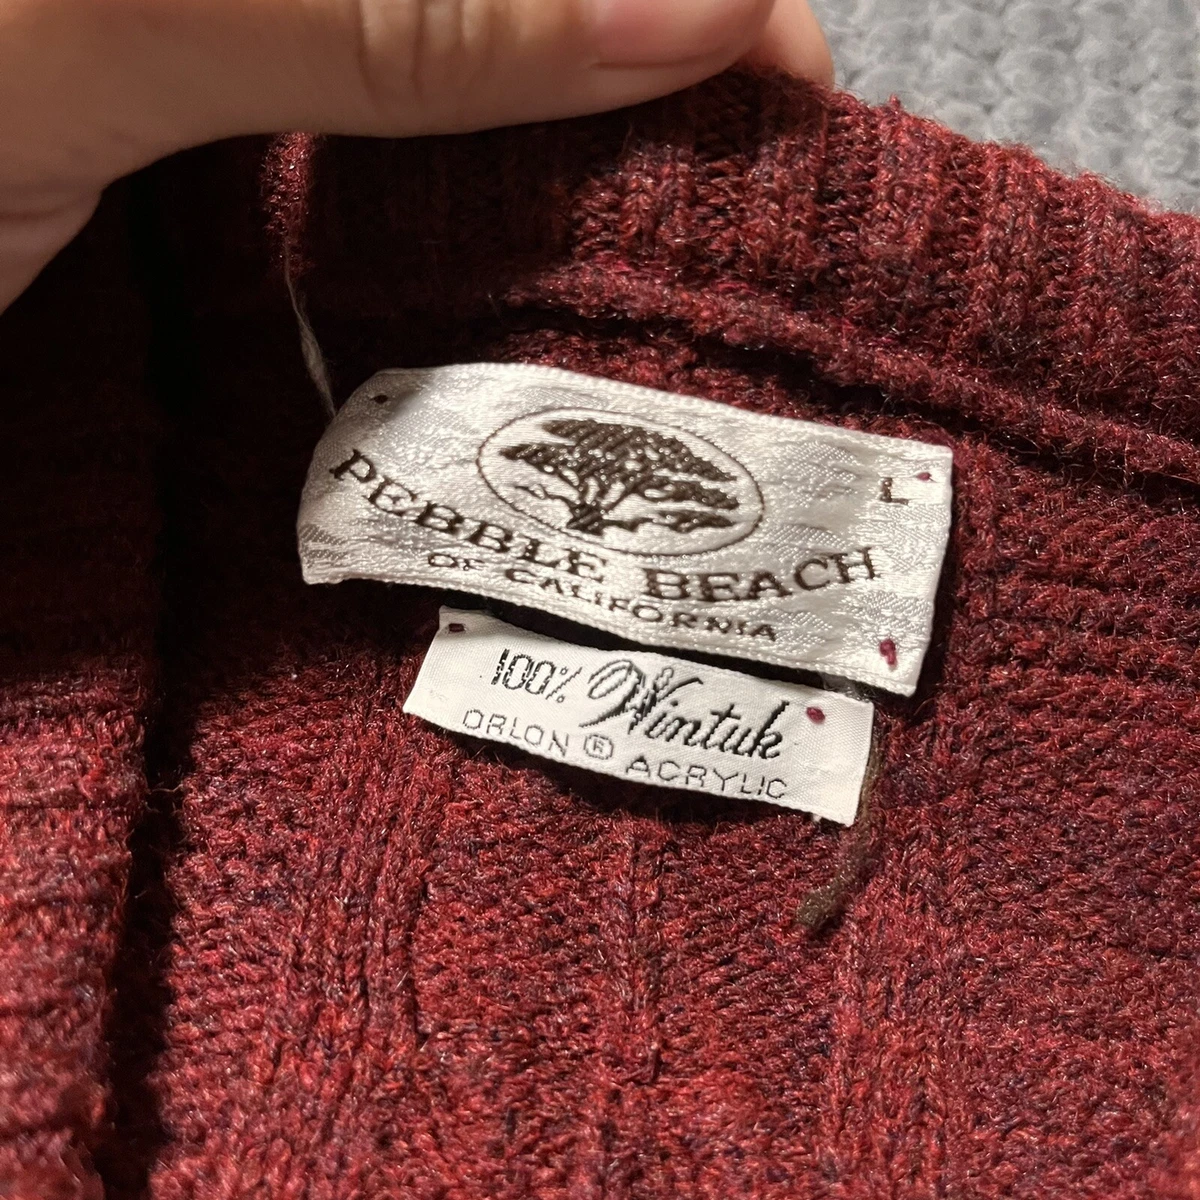 L
PEBBLE BEACH
OF CALIFORNIA
100% Wintuk
ORLON ® ACRYLIC